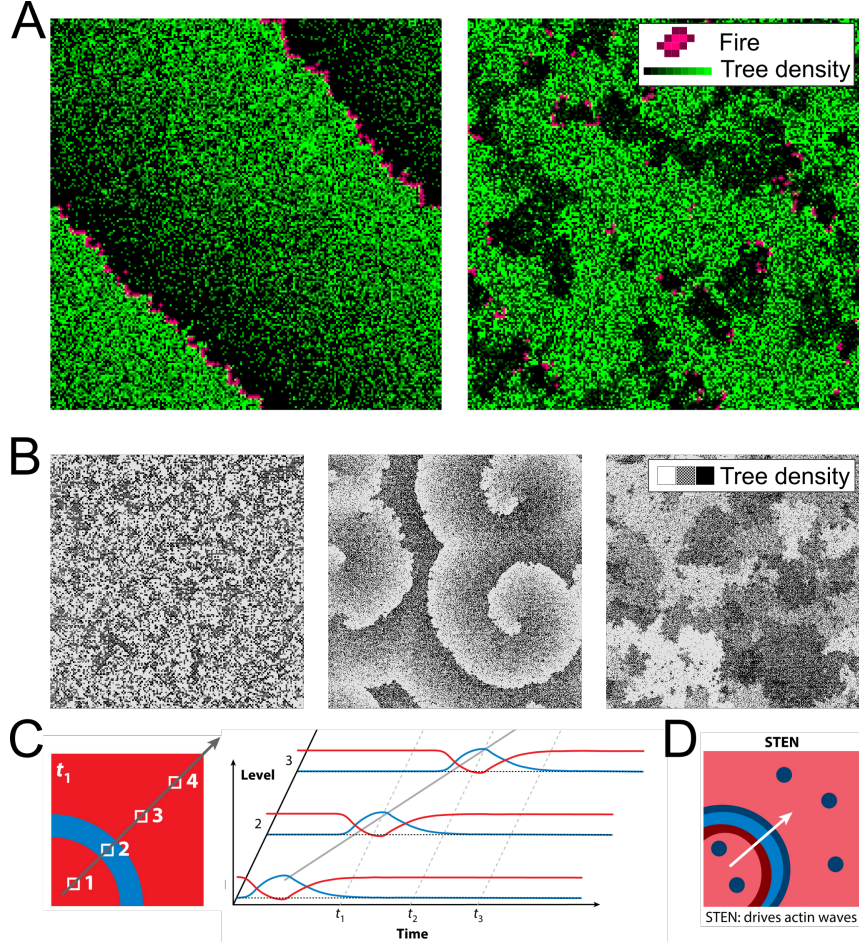 A
Fire
Tree density
B
Tree density
C
t1
4
3
2
1
Level
3
2
t1
t2
t3
Time
D
STEN
STEN: drives actin waves